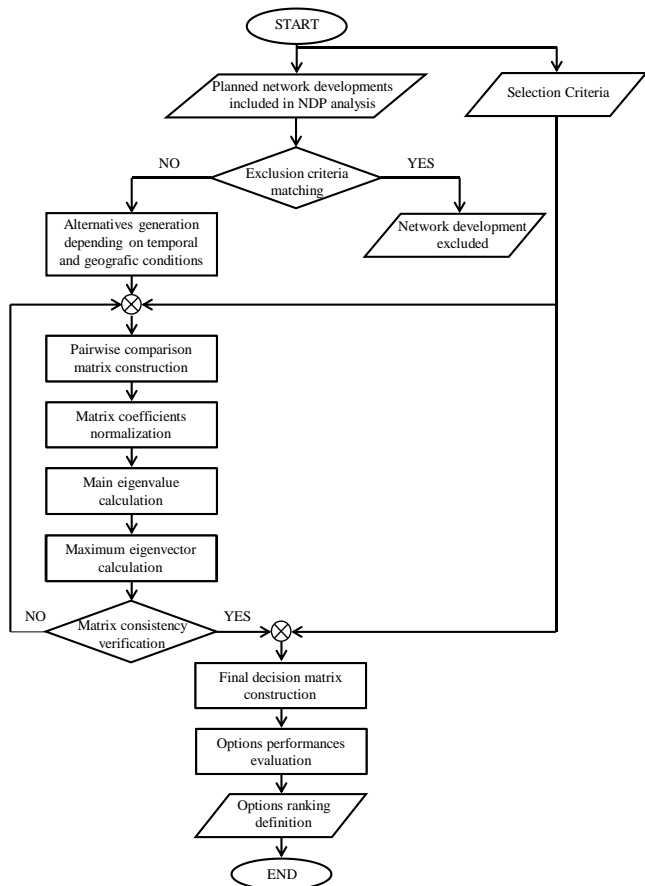 START
Planned network developments
included in NDP analysis
Selection Criteria
NO
YES
Exclusion criteria
matching
Alternatives generation
depending on temporal
and geografic conditions
Network development
excluded
Pairwise comparison
matrix construction
Matrix coefficients
normalization
Main eigenvalue
calculation
Maximum eigenvector
calculation
NO
YES
Matrix consistency
verification
Final decision matrix
construction
Options performances
evaluation
Options ranking
definition
END